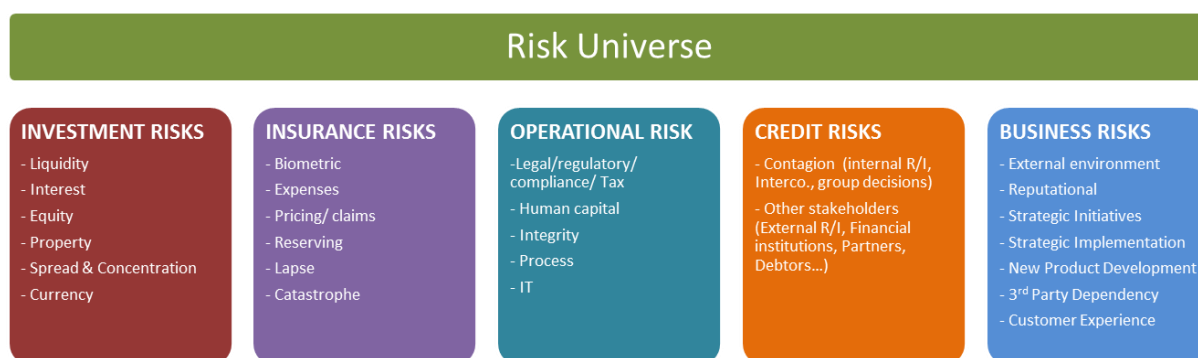 Risk Universe
INVESTMENT RISKS
- Liquidity
- Interest
- Equity
- Property
- Spread & Concentration
- Currency
INSURANCE RISKS
- Biometric
- Expenses
- Pricing/ claims
- Reserving
- Lapse
- Catastrophe
OPERATIONAL RISK
-Legal/regulatory/
compliance/ Tax
- Human capital
- Integrity
- Process
- IT
CREDIT RISKS
- Contagion (internal R/I,
Interco., group decisions)
- Other stakeholders
(External R/I, Financial
institutions, Partners,
Debtors...)
BUSINESS RISKS
- External environment
- Reputational
- Strategic Initiatives
- Strategic Implementation
- New Product Development
- 3rd Party Dependency
- Customer Experience